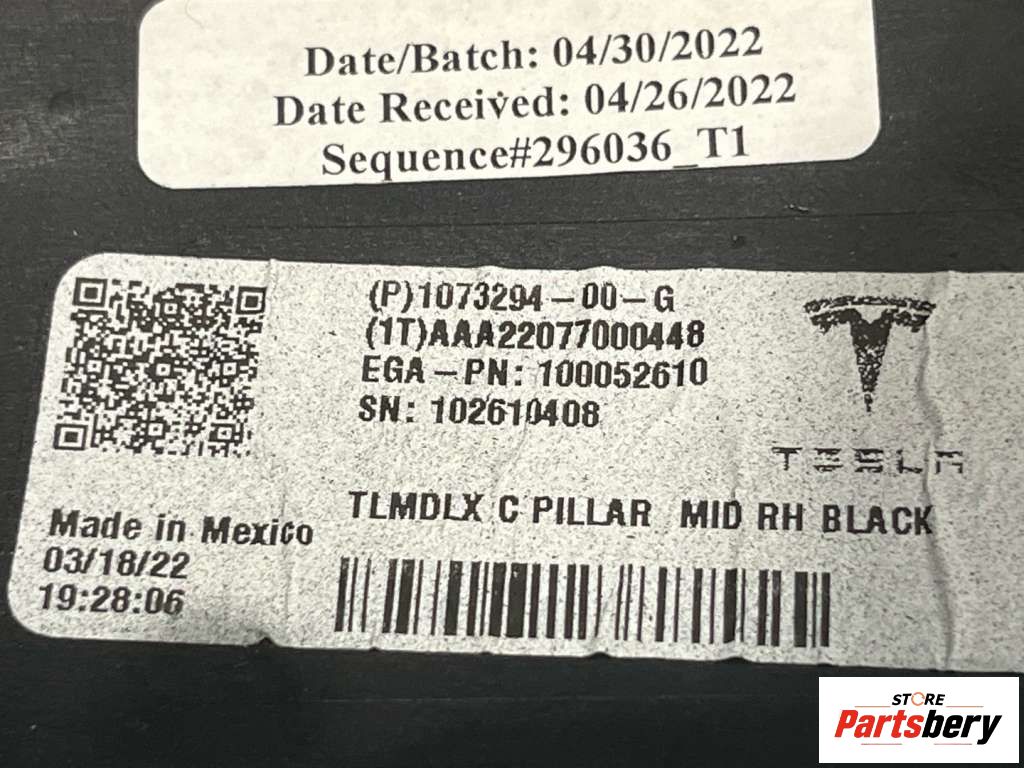 Date/Batch: 04/30/2022
Date Received: 04/26/2022
Sequence#296036_T1
(P)1073294-00-G
(1T)AAA22077000448
EGA-PN: 100052610
SN: 102610408
TESLA
TLMDLX C PILLAR MID RH BLACK
Made in Mexico
03/18/22
19:28:06
STORE
Partsbery